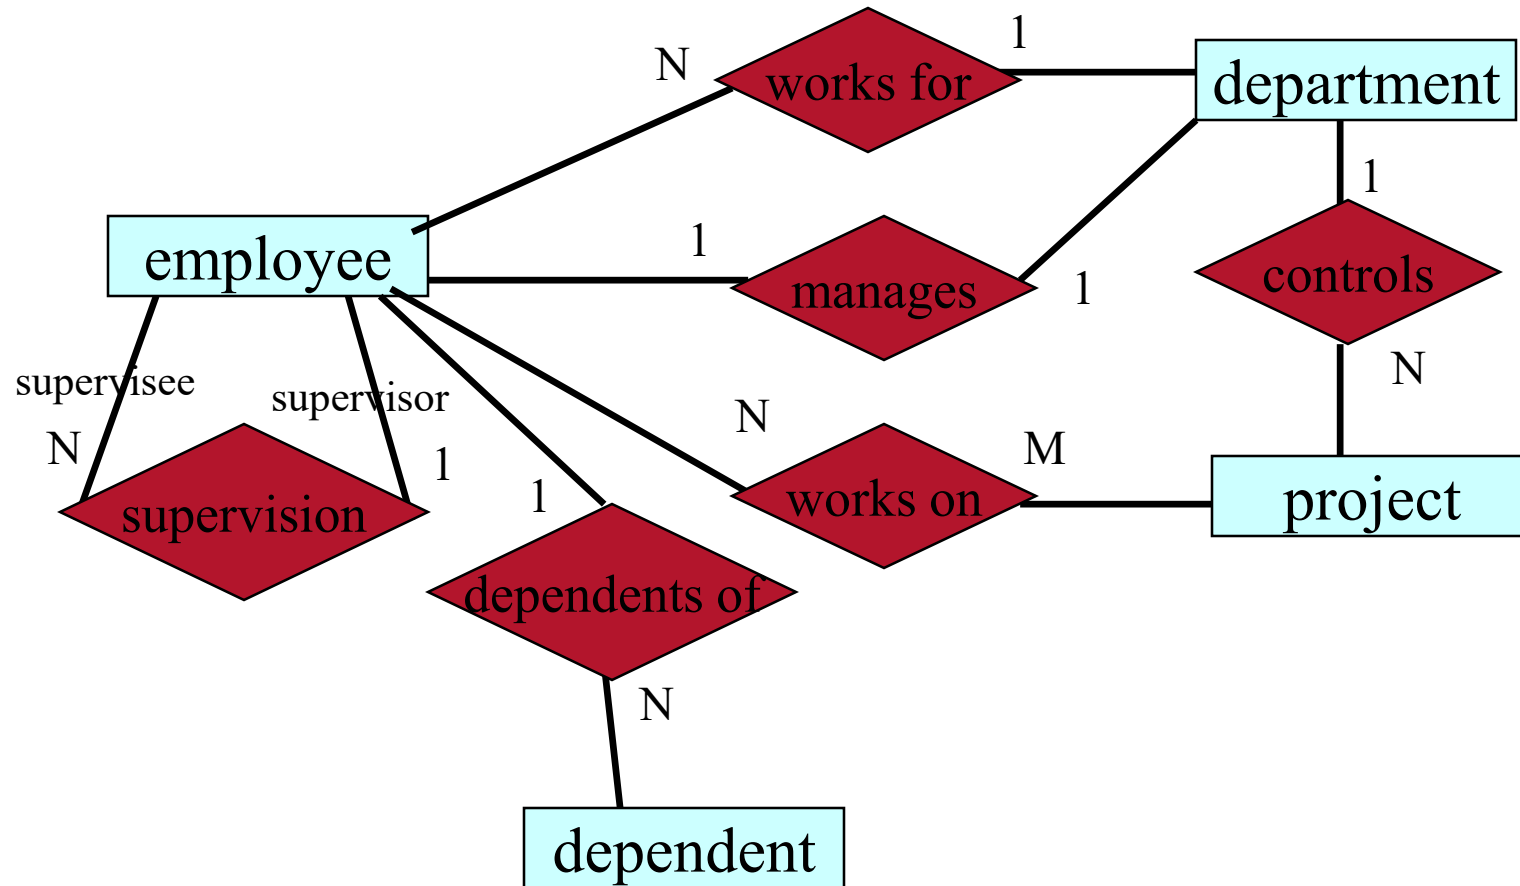 1
N
works for
department
1
1
employee
controls
manages
1
N
supervisee
supervisor
N
N
M
1
1
works on
project
supervision
dependents of
N
dependent